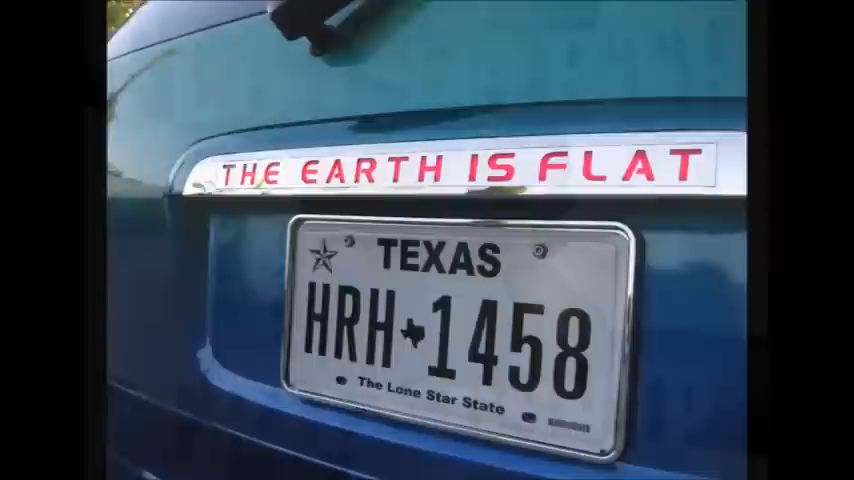 THE EARTH IS FLAT
TEXAS
HRH 1458
The Lone Star State